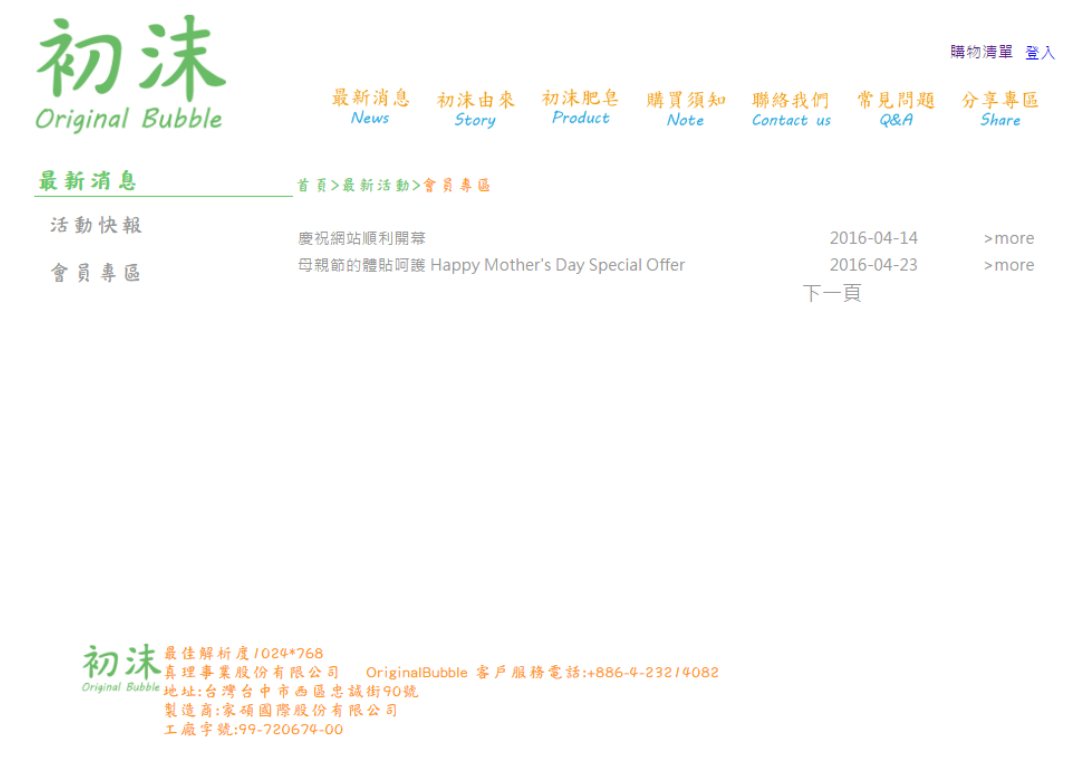 初沫
Original Bubble
購物清單 登入
最新消息 初沫由來 初沫肥皂 購買須知 聯絡我們 常見問題 分享專區
News Story Product Note Contact us Q&A Share
最新消息
活動快報
會員專區
首頁>最新活動>會員專區
慶祝網站順利開幕 2016-04-14 >more
母親節的體貼呵護 Happy Mother's Day Special Offer 2016-04-23 >more
下一頁
初沫
Original Bubble
最佳解析度1024*768
真理事業股份有限公司 OriginalBubble 客戶服務電話:+886-4-23214082
地址:台灣台中市西區忠誠街90號
製造商:家碩國際股份有限公司
工廠字號:99-720674-00